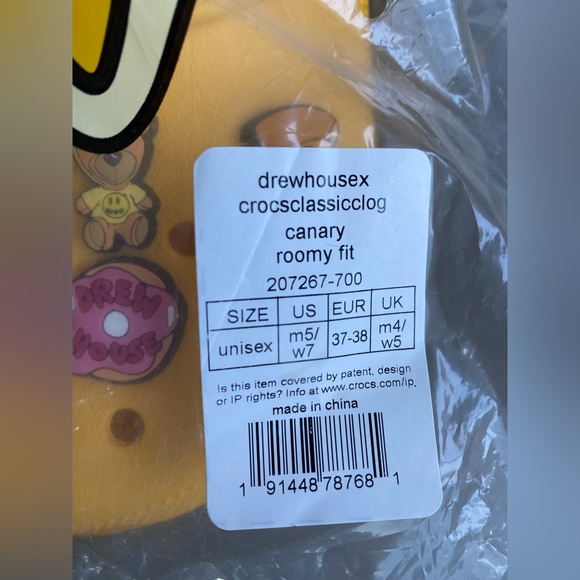 drewhousex
crocsclassicclog
canary
roomy fit
207267-700
SIZE US EUR UK
unisex m5/ w7 37-38 m4/ w5
Is this item covered by patent, design
or IP rights? Info at www.crocs.com/ip.
made in china
1 91448 78768 1
DREW
HOUSE